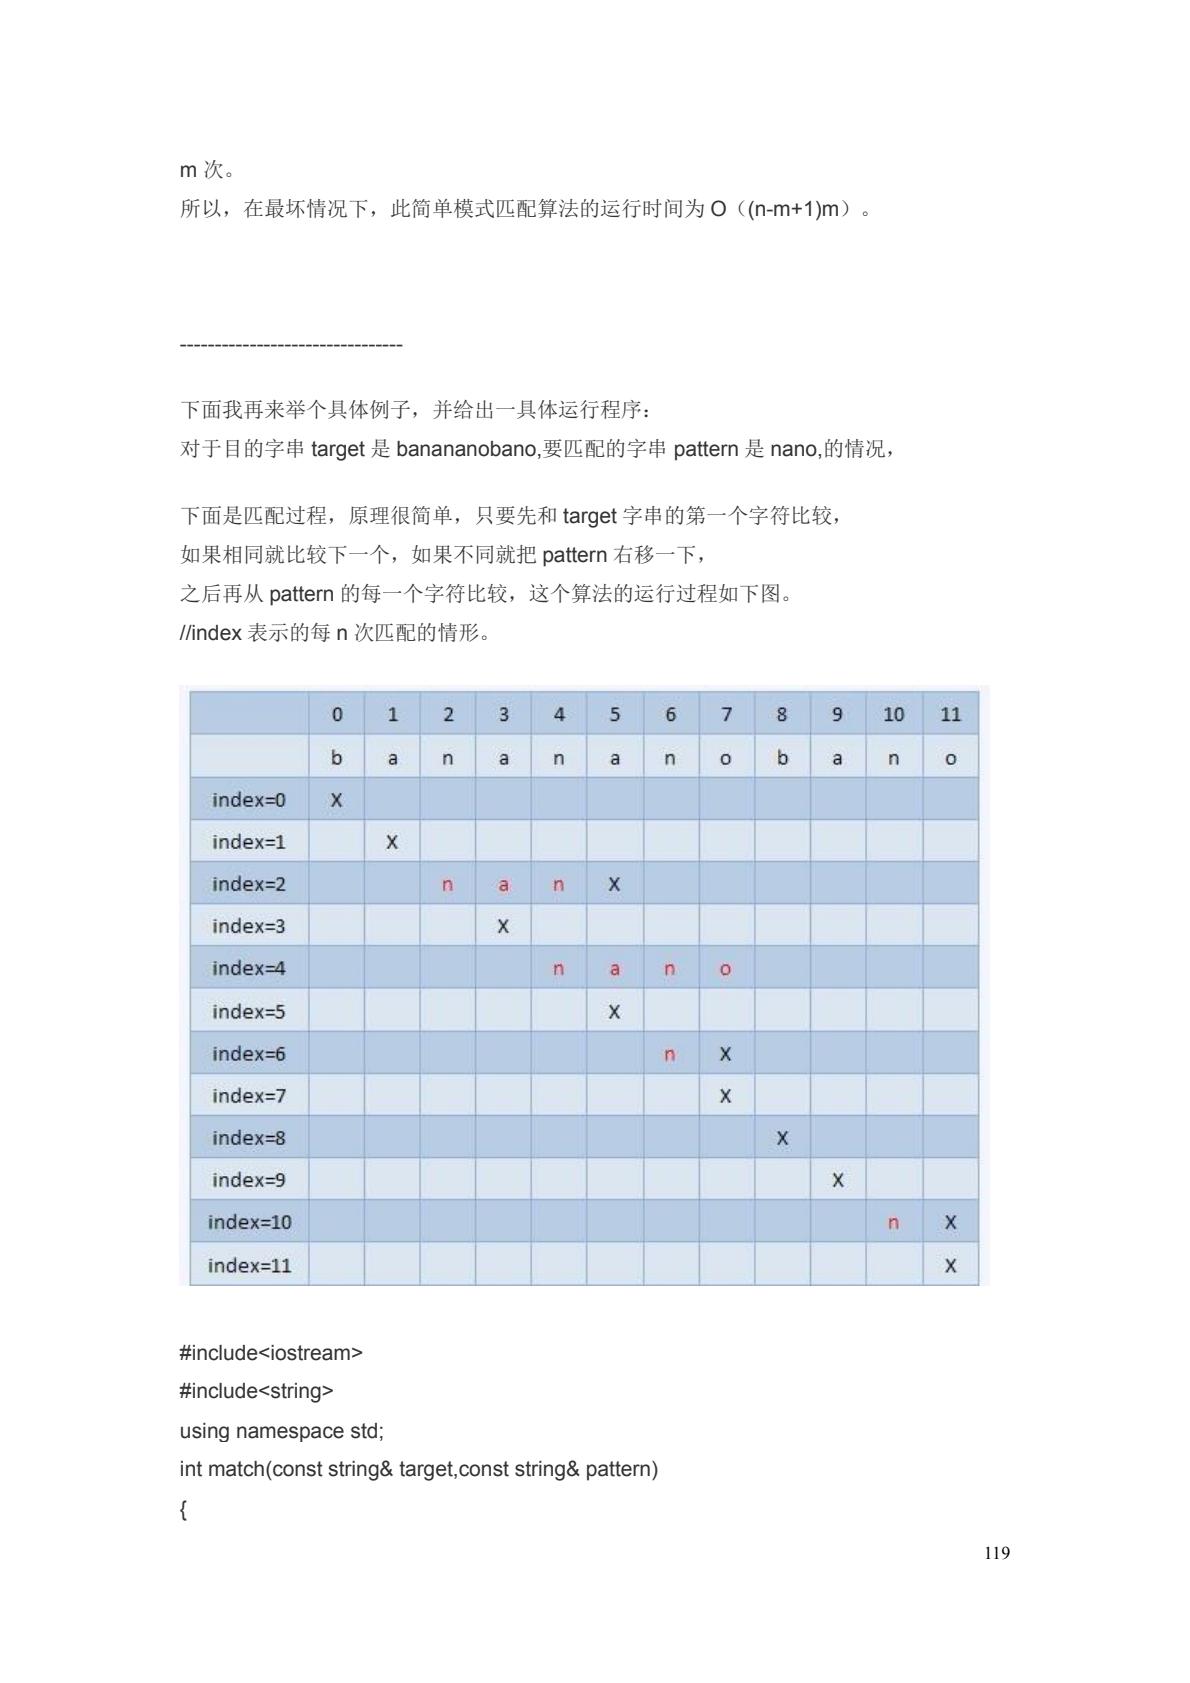 m 次。
所以，在最坏情况下，此简单模式匹配算法的运行时间为 O（(n-m+1)m）。
--------------------------------
下面我再来举个具体例子，并给出一具体运行程序：
对于目的字串 target 是 banananobano,要匹配的字串 pattern 是 nano,的情况，
下面是匹配过程，原理很简单，只要先和 target 字串的第一个字符比较，
如果相同就比较下一个，如果不同就把 pattern 右移一下，
之后再从 pattern 的每一个字符比较，这个算法的运行过程如下图。
//index 表示的每 n 次匹配的情形。
0 1 2 3 4 5 6 7 8 9 10 11
b a n a n a n o b a n o
index=0 X
index=1 X
index=2 n a n X
index=3 X
index=4 n a n o
index=5 X
index=6 n X
index=7 X
index=8 X
index=9 X
index=10 n X
index=11 X
#include<iostream>
#include<string>
using namespace std;
int match(const string& target,const string& pattern)
{
119